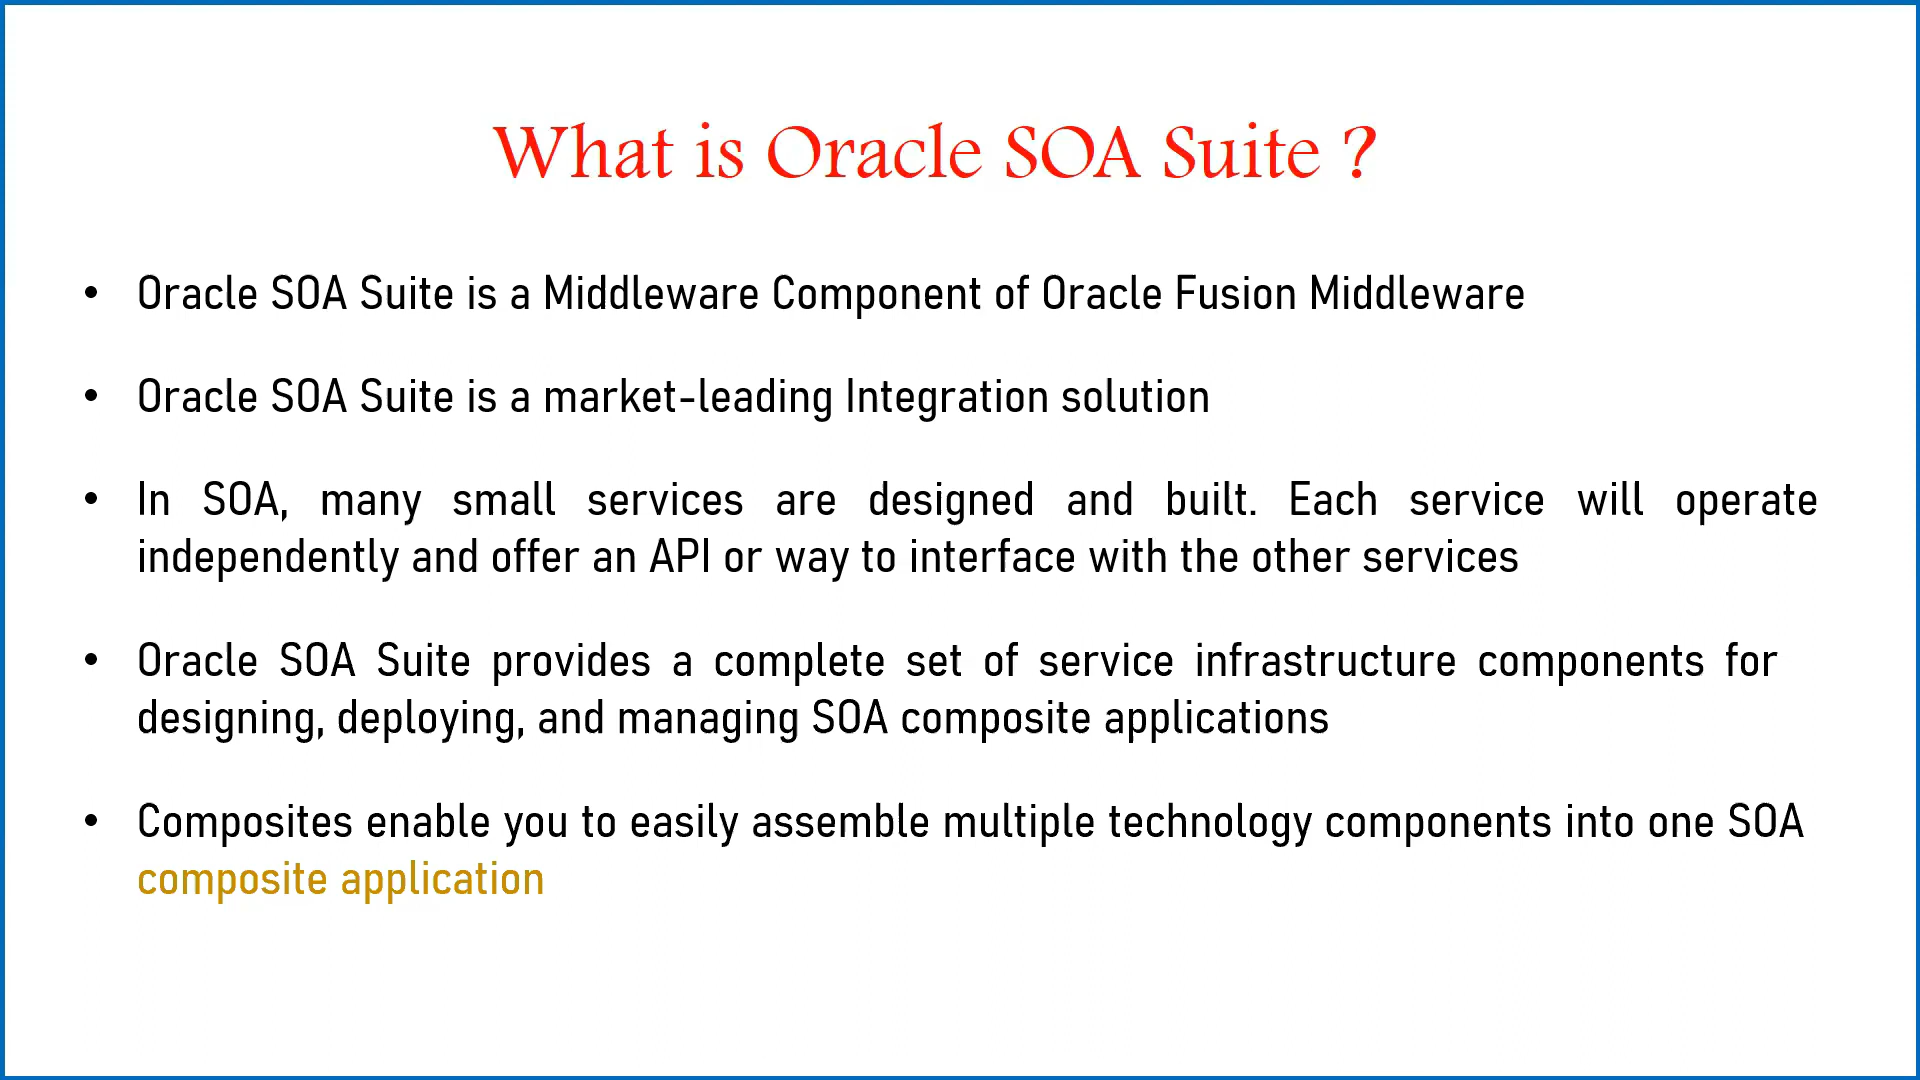 What is Oracle SOA Suite ?
• Oracle SOA Suite is a Middleware Component of Oracle Fusion Middleware
• Oracle SOA Suite is a market-leading Integration solution
• In SOA, many small services are designed and built. Each service will operate
independently and offer an API or way to interface with the other services
• Oracle SOA Suite provides a complete set of service infrastructure components for
designing, deploying, and managing SOA composite applications
• Composites enable you to easily assemble multiple technology components into one SOA
composite application